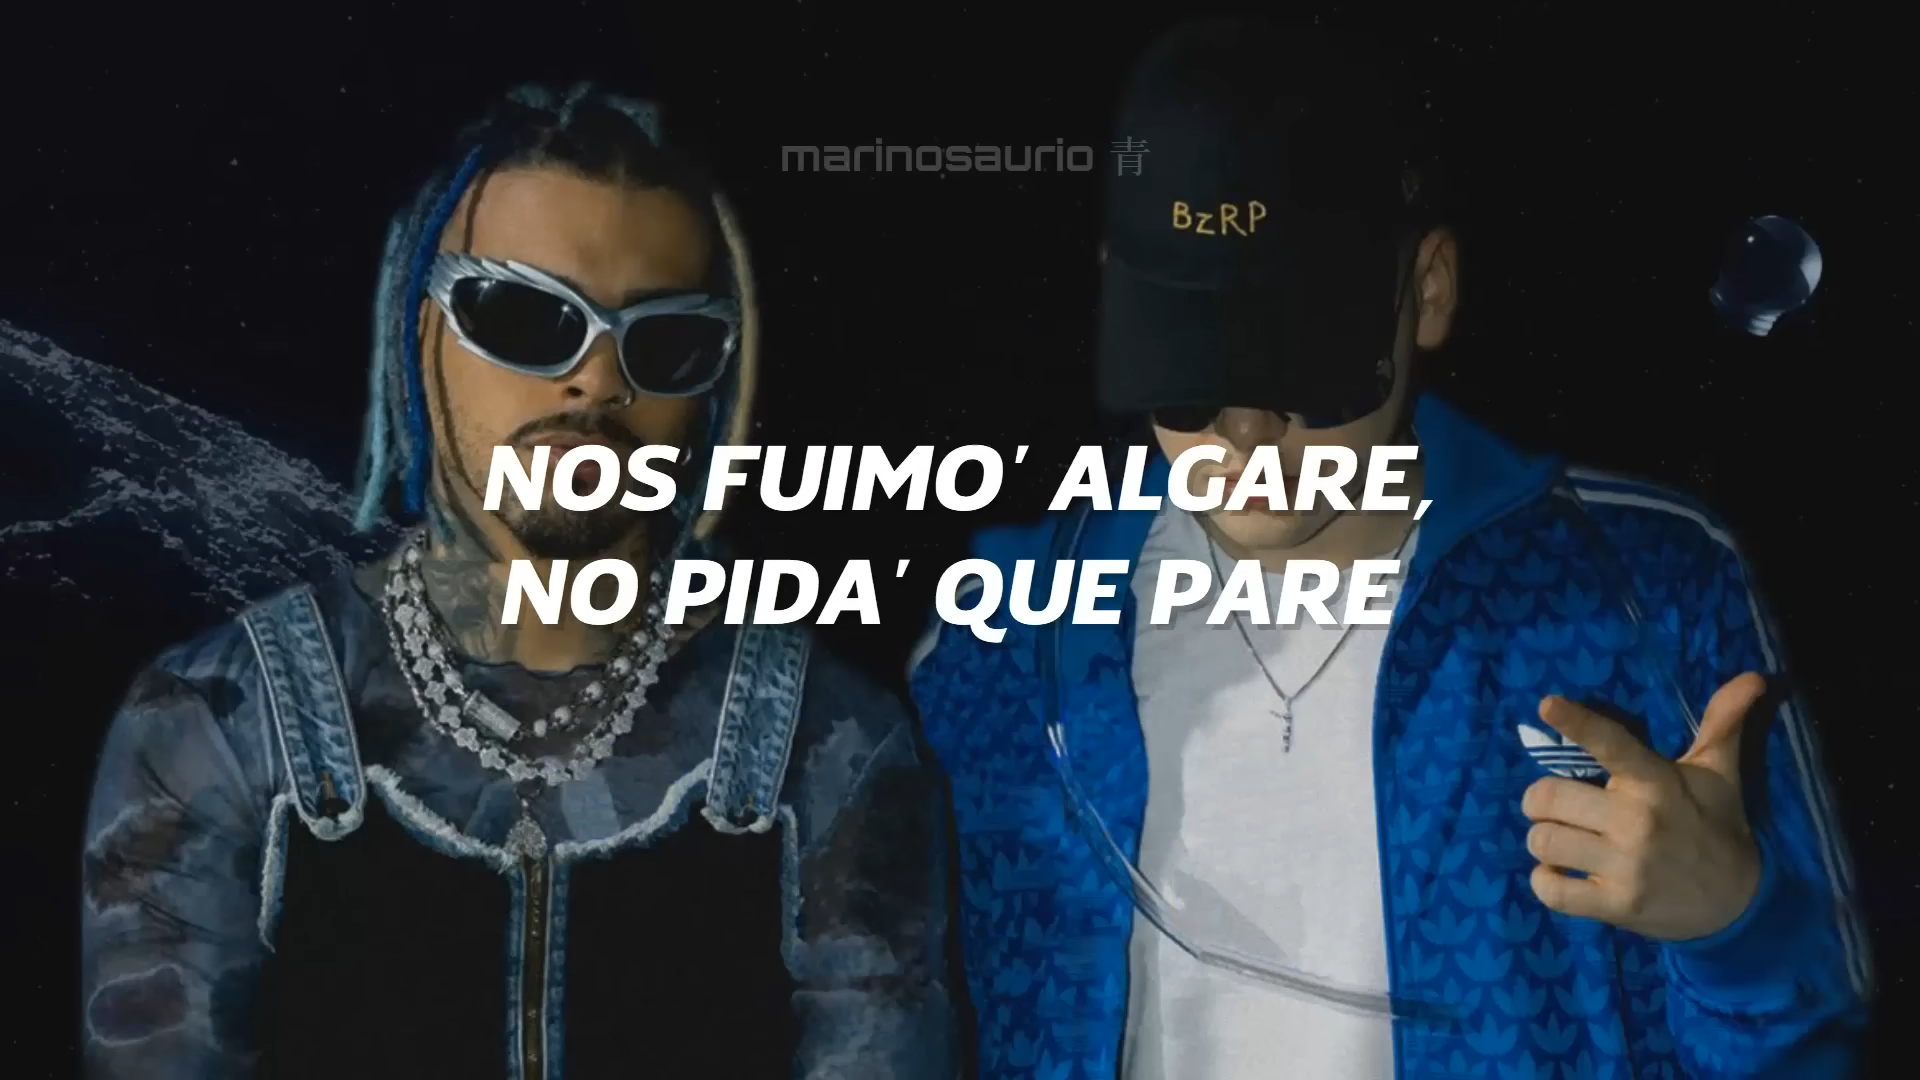 marinosaurio 青
BzRP
NOS FUIMO' ALGARE,
NO PIDA' QUE PARE